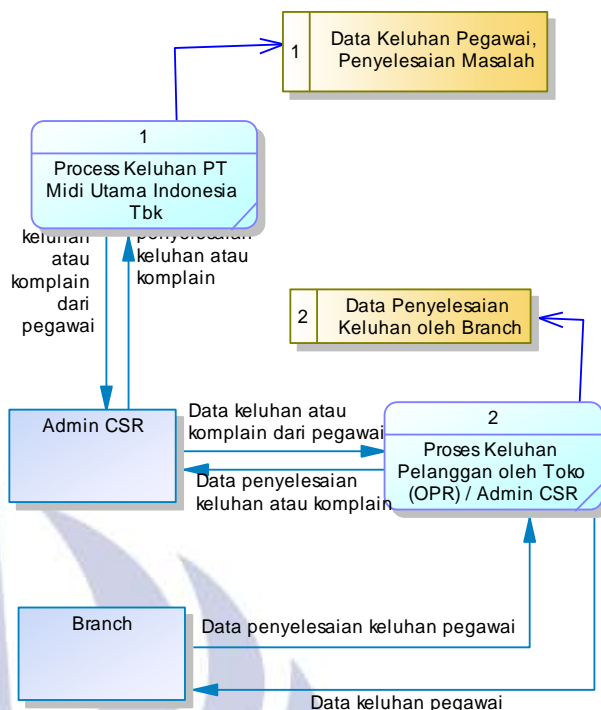 1
Data Keluhan Pegawai,
Penyelesaian Masalah
1
Process Keluhan PT
Midi Utama Indonesia
Tbk
keluhan
atau
komplain
dari
pegawai
penyelesaian
keluhan atau
komplain
2
Data Penyelesaian
Keluhan oleh Branch
Admin CSR
Data keluhan atau
komplain dari pegawai
Data penyelesaian
keluhan atau komplain
2
Proses Keluhan
Pelanggan oleh Toko
(OPR) / Admin CSR
Branch
Data penyelesaian keluhan pegawai
Data keluhan pegawai